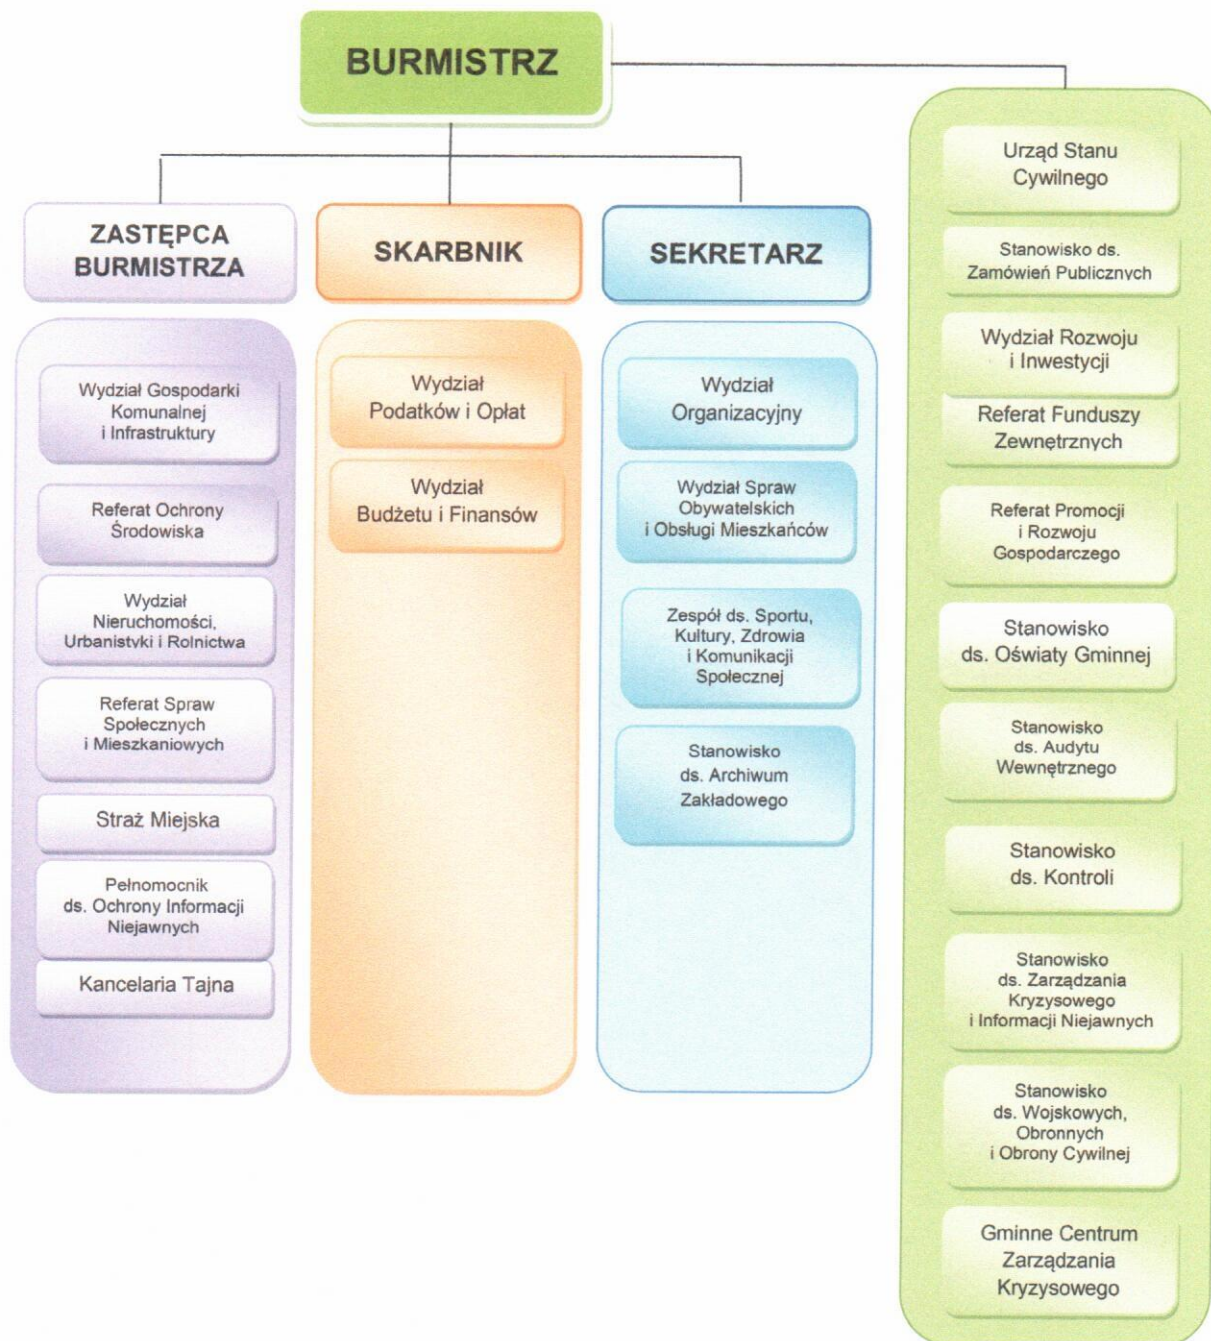 BURMISTRZ
ZASTĘPCA
BURMISTRZA
Wydział Gospodarki
Komunalnej
i Infrastruktury
Referat Ochrony
Środowiska
Wydział
Nieruchomości,
Urbanistyki i Rolnictwa
Referat Spraw
Społecznych
i Mieszkaniowych
Straż Miejska
Pełnomocnik
ds. Ochrony Informacji
Niejawnych
Kancelaria Tajna
SKARBNIK
Wydział
Podatków i Opłat
Wydział
Budżetu i Finansów
SEKRETARZ
Wydział
Organizacyjny
Wydział Spraw
Obywatelskich
i Obsługi Mieszkańców
Zespół ds. Sportu,
Kultury, Zdrowia
i Komunikacji
Społecznej
Stanowisko
ds. Archiwum
Zakładowego
Urząd Stanu
Cywilnego
Stanowisko ds.
Zamówień Publicznych
Wydział Rozwoju
i Inwestycji
Referat Funduszy
Zewnętrznych
Referat Promocji
i Rozwoju
Gospodarczego
Stanowisko
ds. Oświaty Gminnej
Stanowisko
ds. Audytu
Wewnętrznego
Stanowisko
ds. Kontroli
Stanowisko
ds. Zarządzania
Kryzysowego
i Informacji Niejawnych
Stanowisko
ds. Wojskowych,
Obronnych
i Obrony Cywilnej
Gminne Centrum
Zarządzania
Kryzysowego